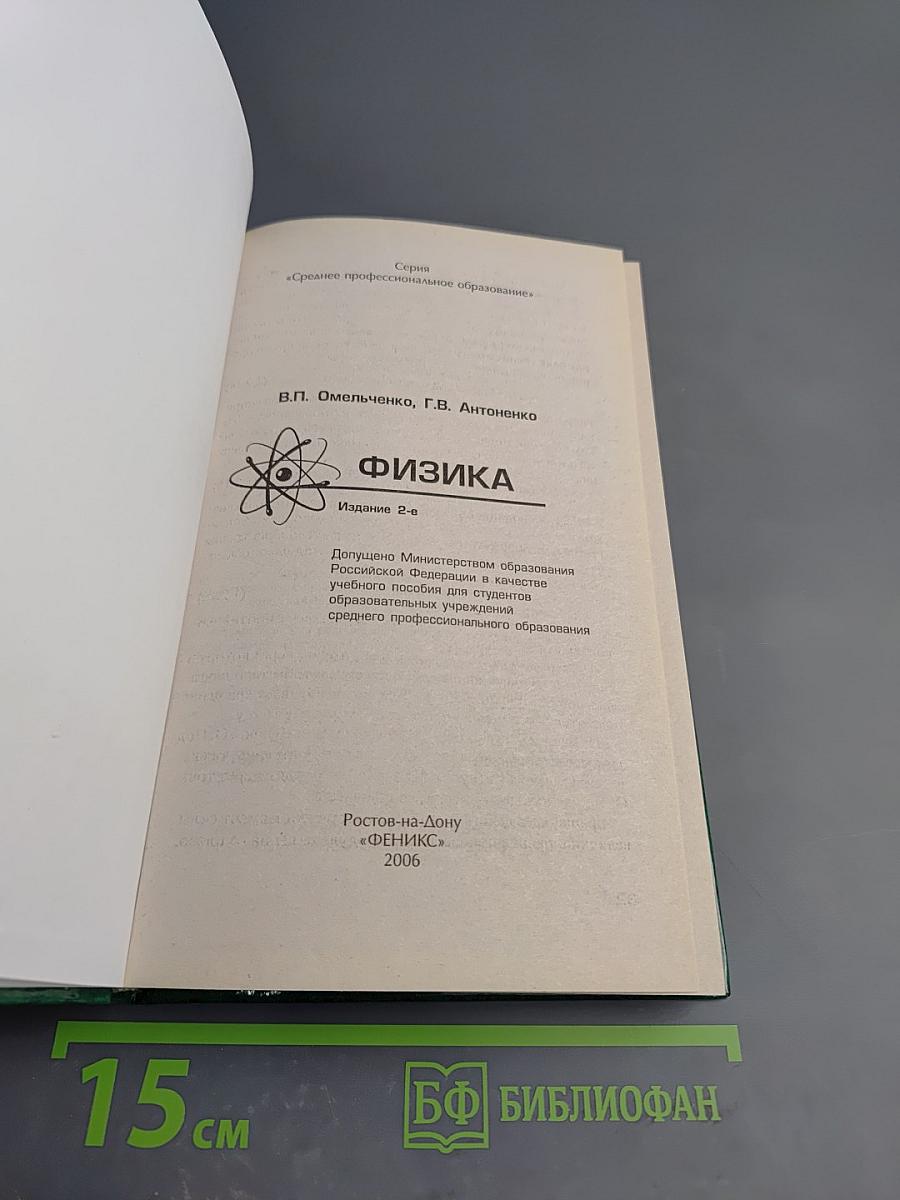 Серия
«Среднее профессиональное образование»
В.П. Омельченко, Г.В. Антоненко
ФИЗИКА
Издание 2-е
Допущено Министерством образования
Российской Федерации в качестве
учебного пособия для студентов
образовательных учреждений
среднего профессионального образования
Ростов-на-Дону
«ФЕНИКС»
2006
15 см
БФ БИБЛИОФАН